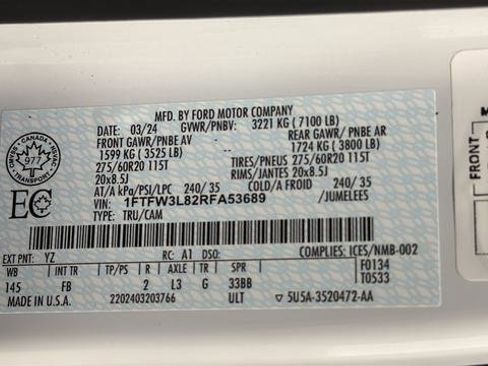 MFD. BY FORD MOTOR COMPANY
DATE: 03/24 GVWR/PNBV: 3221 KG ( 7100 LB)
FRONT GAWR/ PNBE AV REAR GAWR/ PNBE AR
1599 KG ( 3525 LB) 1724 KG ( 3800 LB)
275/60R20 115T TIRES/PNEUS 275/60R20 115T
20x8.5J RIMS/JANTES 20x8.5J
AT/A kPa/PSI/LPC 240/ 35 COLD/A FROID 240/ 35
VIN: 1FTFW3L82RFA53689 /JUMELEES
TYPE: TRU/CAM
CANADA
977
TRANSPORT
EC
EXT PNT: YZ RC: A1 DSO: COMPLIES: ICES/NMB-002
WB INT TR TP/PS R AXLE TR SPR F0134
145 FB 2 L3 G 33BB T0533
MADE IN U.S.A. 2202403203766 ULT ▽ 5U5A-3520472-AA
FRONT